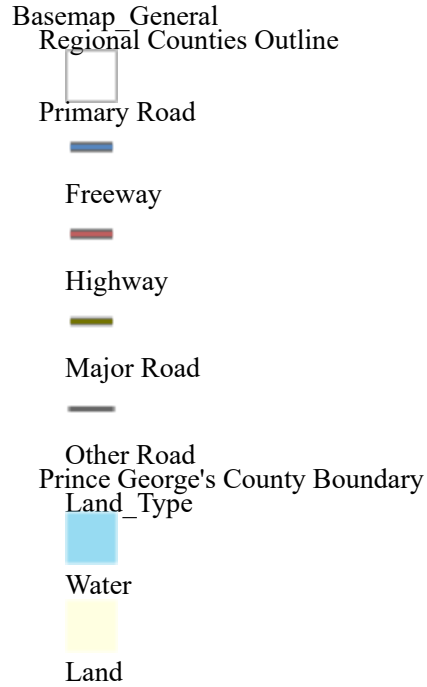 Basemap_General
Regional Counties Outline
Primary Road
Freeway
Highway
Major Road
Other Road
Prince George's County Boundary
Land_Type
Water
Land